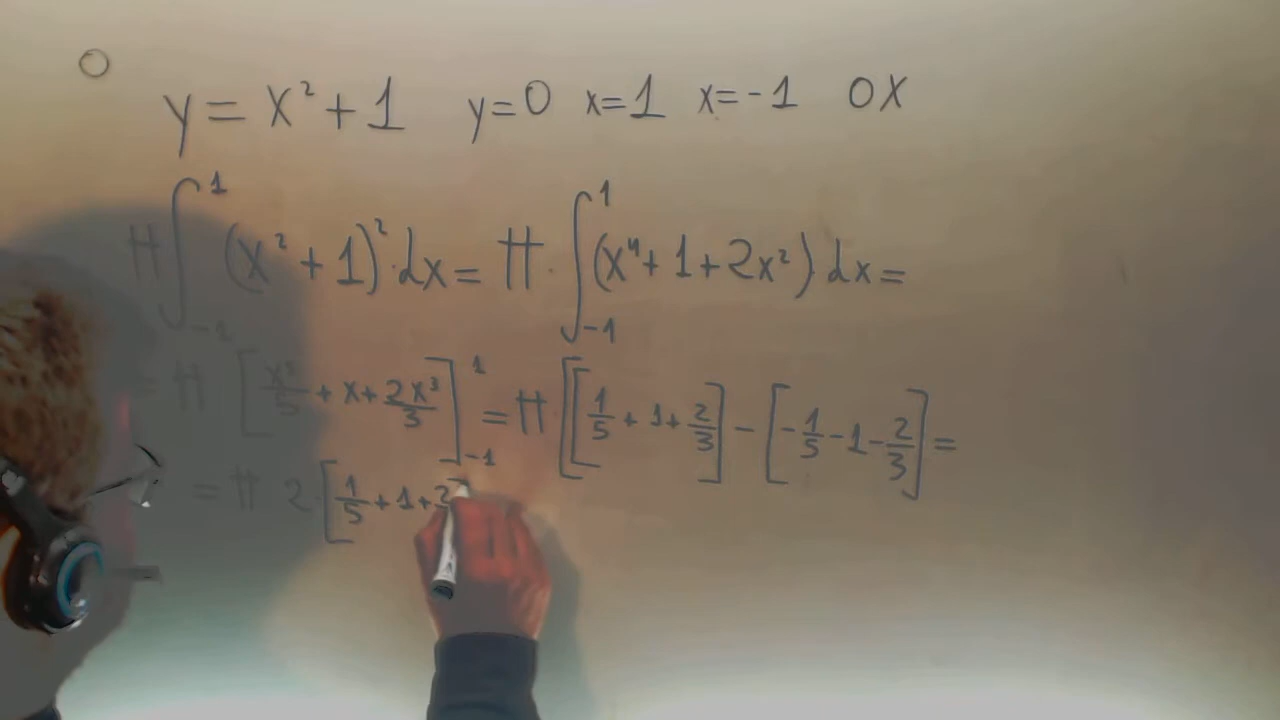 y = x² + 1 y=0 x=1 x=-1 OX
π ∫₋₁¹ (x² + 1)²·dx = π · ∫₋₁¹ (x⁴ + 1 + 2x²) dx =
= π [x⁵/5 + x + 2x³/3]₋₁¹ = π [[1/5 + 1 + 2/3] - [-1/5 - 1 - 2/3] =
= π 2 · [1/5 + 1 + 2